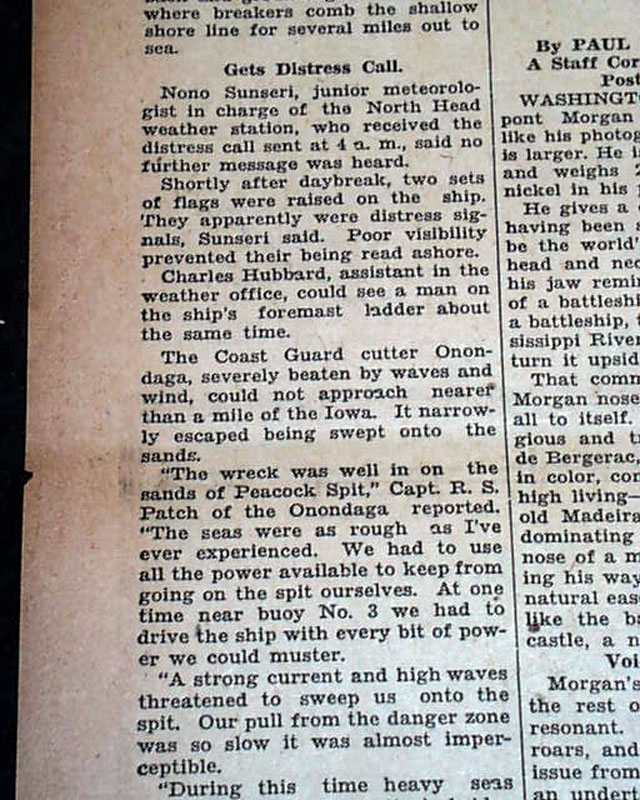 where breakers comb the shallow
shore line for several miles out to
sea.
Gets Distress Call.
Nono Sunseri, junior meteorolo-
gist in charge of the North Head
weather station, who received the
distress call sent at 4 a. m., said no
further message was heard.
Shortly after daybreak, two sets
of flags were raised on the ship.
They apparently were distress sig-
nals, Sunseri said. Poor visibility
prevented their being read ashore.
Charles Hubbard, assistant in the
weather office, could see a man on
the ship's foremast ladder about
the same time.
The Coast Guard cutter Onon-
daga, severely beaten by waves and
wind, could not approach nearer
than a mile of the Iowa. It narrow-
ly escaped being swept onto the
sands.
"The wreck was well in on the
sands of Peacock Spit," Capt. R. S.
Patch of the Onondaga reported.
"The seas were as rough as I've
ever experienced. We had to use
all the power available to keep from
going on the spit ourselves. At one
time near buoy No. 3 we had to
drive the ship with every bit of pow-
er we could muster.
"A strong current and high waves
threatened to sweep us onto the
spit. Our pull from the danger zone
was so slow it was almost imper-
ceptible.
"During this time heavy seas
By PAUL
A Staff Cor
Post
WASHINGT
pont Morgan
like his photog
is larger. He i
and weighs 2
nickel in his
He gives a
having been s
be the world'
head and nec
his jaw remi
of a battleshi
a battleship,
sissippi River
turn it upsid
That comm
Morgan nose
all to itself.
gious and t
de Bergerac,
in color, con
high living—
old Madeira
dominating
nose of a m
ing his way
natural eas
like the ba
castle, a n
Voi
Morgan's
the rest o
resonant.
roars, and
issue from
an undert